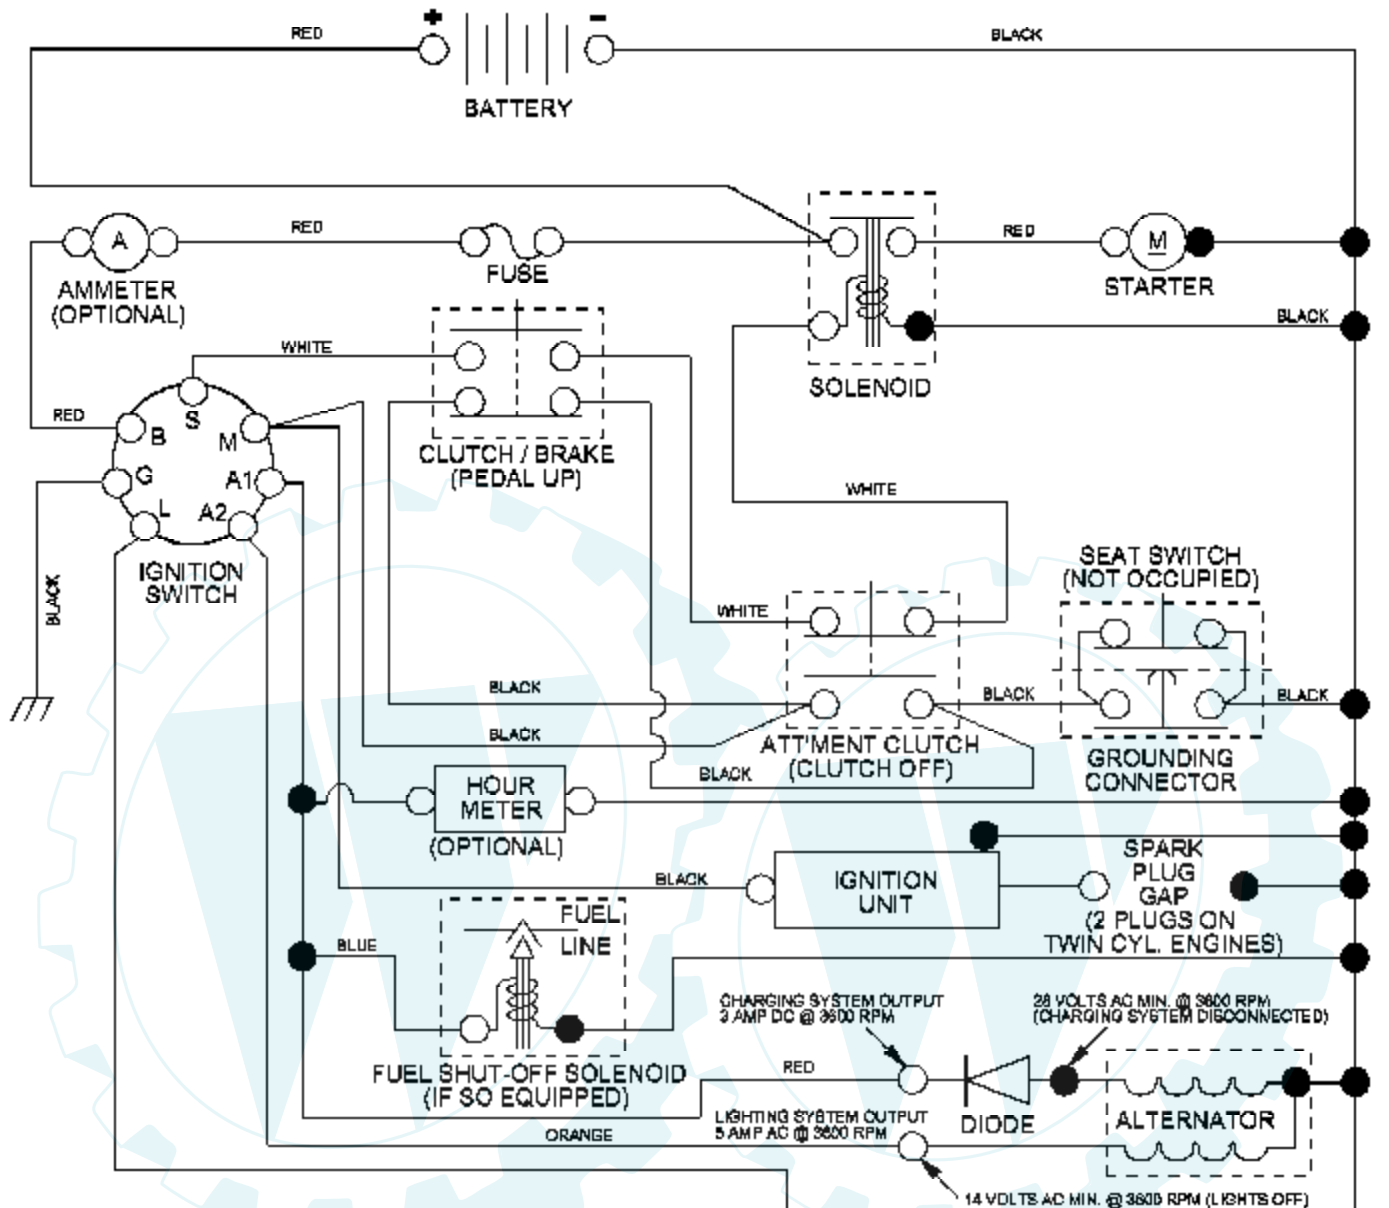 + -
RED
BLACK
BATTERY
A
RED
FUSE
RED
M
AMMETER
(OPTIONAL)
STARTER
BLACK
SOLENOID
WHITE
RED
S
B
M
G
A1
L
A2
CLUTCH / BRAKE
(PEDAL UP)
WHITE
IGNITION
SWITCH
BLACK
SEAT SWITCH
(NOT OCCUPIED)
WHITE
BLACK
BLACK
BLACK
BLACK
ATT'MENT CLUTCH
(CLUTCH OFF)
BLACK
GROUNDING
CONNECTOR
HOUR
METER
(OPTIONAL)
BLACK
IGNITION
UNIT
SPARK
PLUG
GAP
(2 PLUGS ON
TWIN CYL. ENGINES)
FUEL
LINE
BLUE
FUEL SHUT-OFF SOLENOID
(IF SO EQUIPPED)
CHARGING SYSTEM OUTPUT
3 AMP DC @ 3600 RPM
28 VOLTS AC MIN. @ 3600 RPM
(CHARGING SYSTEM DISCONNECTED)
RED
DIODE
ALTERNATOR
LIGHTING SYSTEM OUTPUT
5 AMP AC @ 3600 RPM
ORANGE
14 VOLTS AC MIN. @ 3600 RPM (LIGHTS OFF)